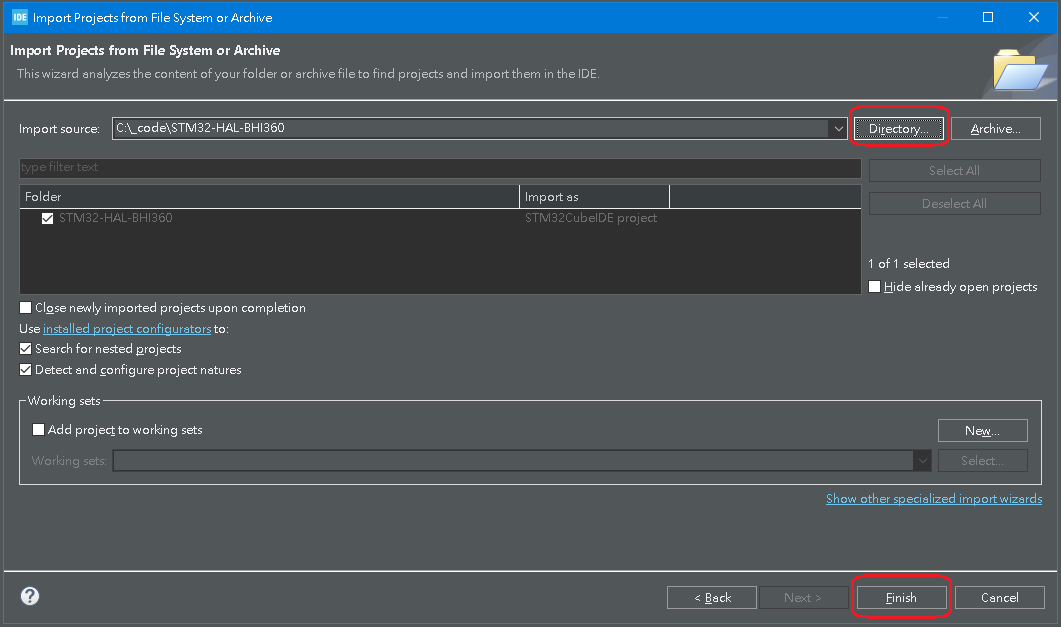 IDE Import Projects from File System or Archive
Import Projects from File System or Archive
This wizard analyzes the content of your folder or archive file to find projects and import them in the IDE.
Import source: C:\_code\STM32-HAL-BHI360 Directory... Archive...
type filter text Select All
Folder Import as
Deselect All
STM32-HAL-BHI360 STM32CubeIDE project
1 of 1 selected
Hide already open projects
Close newly imported projects upon completion
Use installed project configurators to:
Search for nested projects
Detect and configure project natures
Working sets
Add project to working sets New...
Working sets: Select...
Show other specialized import wizards
? < Back Next > Finish Cancel